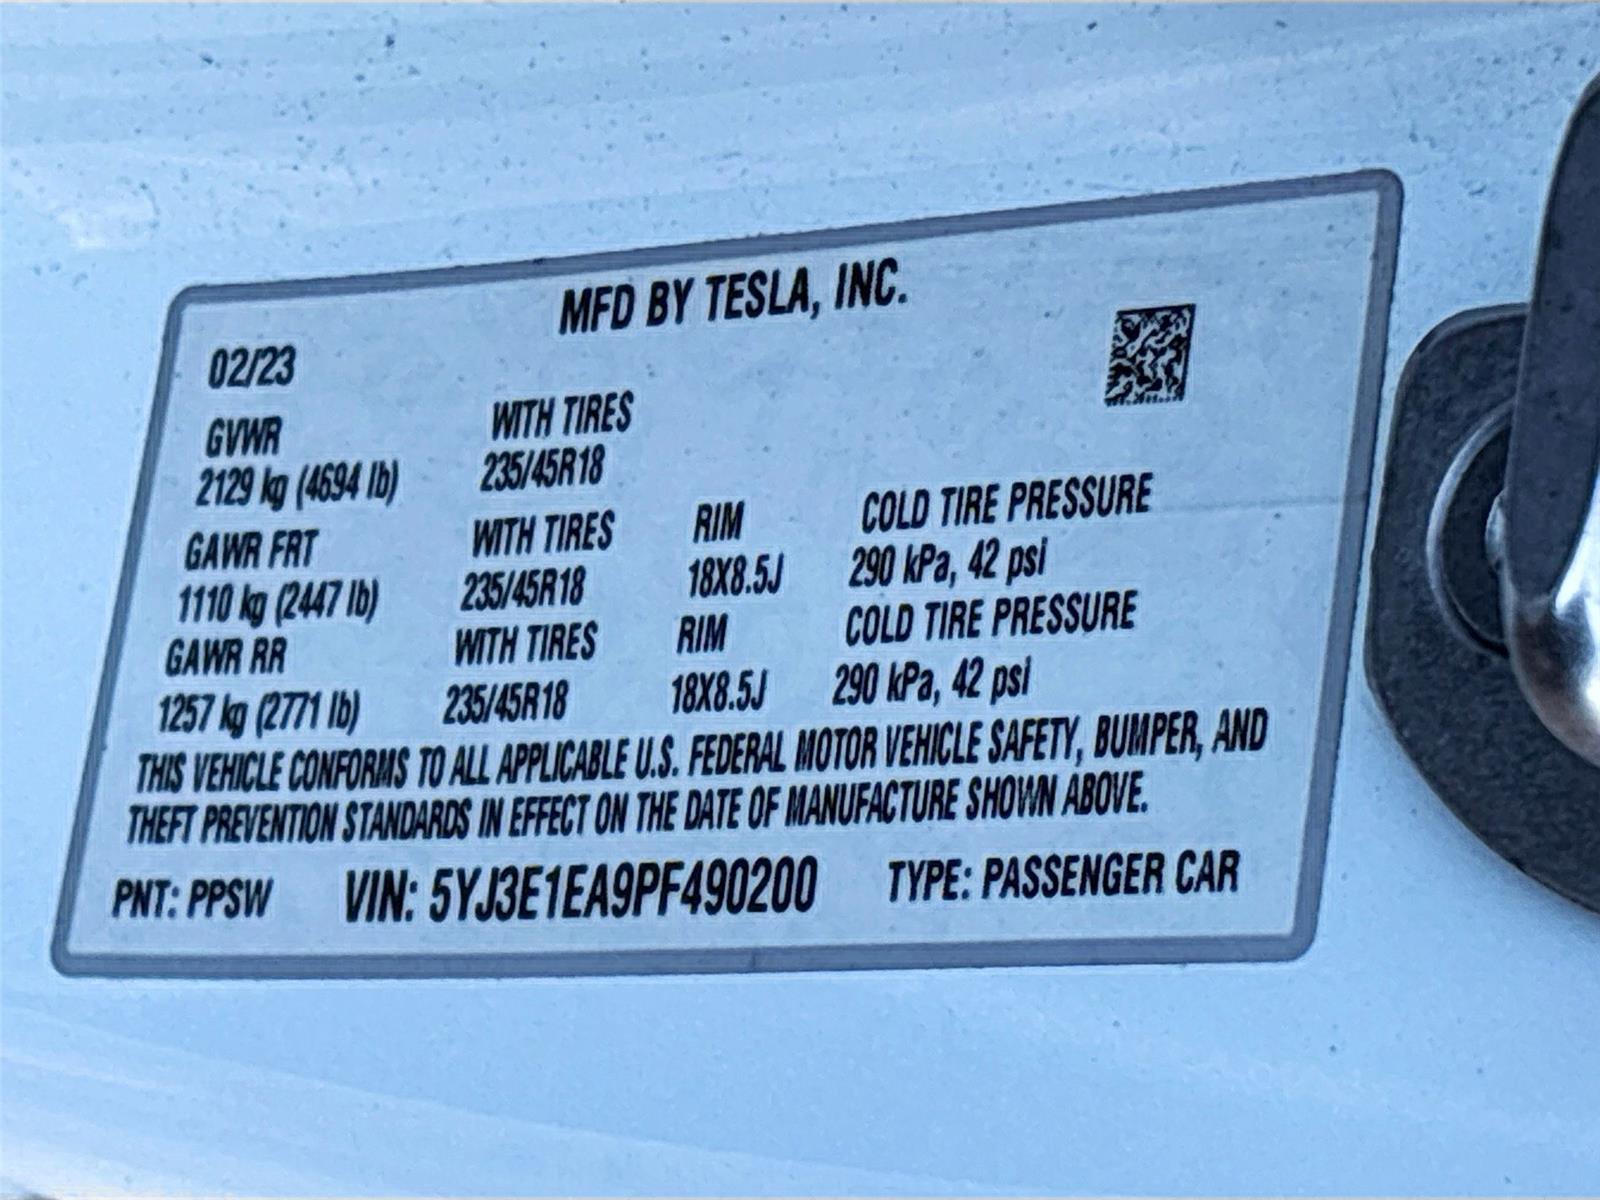 MFD BY TESLA, INC.
02/23
GVWR WITH TIRES
2129 kg (4694 lb) 235/45R18
GAWR FRT WITH TIRES RIM COLD TIRE PRESSURE
1110 kg (2447 lb) 235/45R18 18X8.5J 290 kPa, 42 psi
GAWR RR WITH TIRES RIM COLD TIRE PRESSURE
1257 kg (2771 lb) 235/45R18 18X8.5J 290 kPa, 42 psi
THIS VEHICLE CONFORMS TO ALL APPLICABLE U.S. FEDERAL MOTOR VEHICLE SAFETY, BUMPER, AND
THEFT PREVENTION STANDARDS IN EFFECT ON THE DATE OF MANUFACTURE SHOWN ABOVE.
PNT: PPSW VIN: 5YJ3E1EA9PF490200 TYPE: PASSENGER CAR